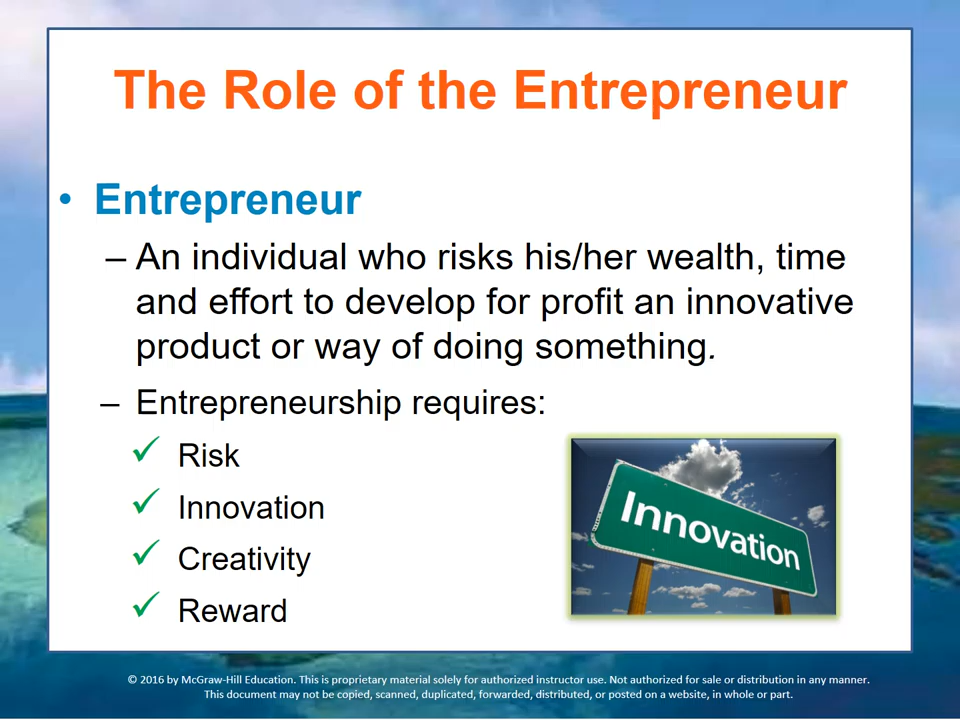 The Role of the Entrepreneur
• Entrepreneur
– An individual who risks his/her wealth, time
and effort to develop for profit an innovative
product or way of doing something.
– Entrepreneurship requires:
✓ Risk
✓ Innovation
✓ Creativity
✓ Reward
Innovation
© 2016 by McGraw-Hill Education. This is proprietary material solely for authorized instructor use. Not authorized for sale or distribution in any manner.
This document may not be copied, scanned, duplicated, forwarded, distributed, or posted on a website, in whole or part.